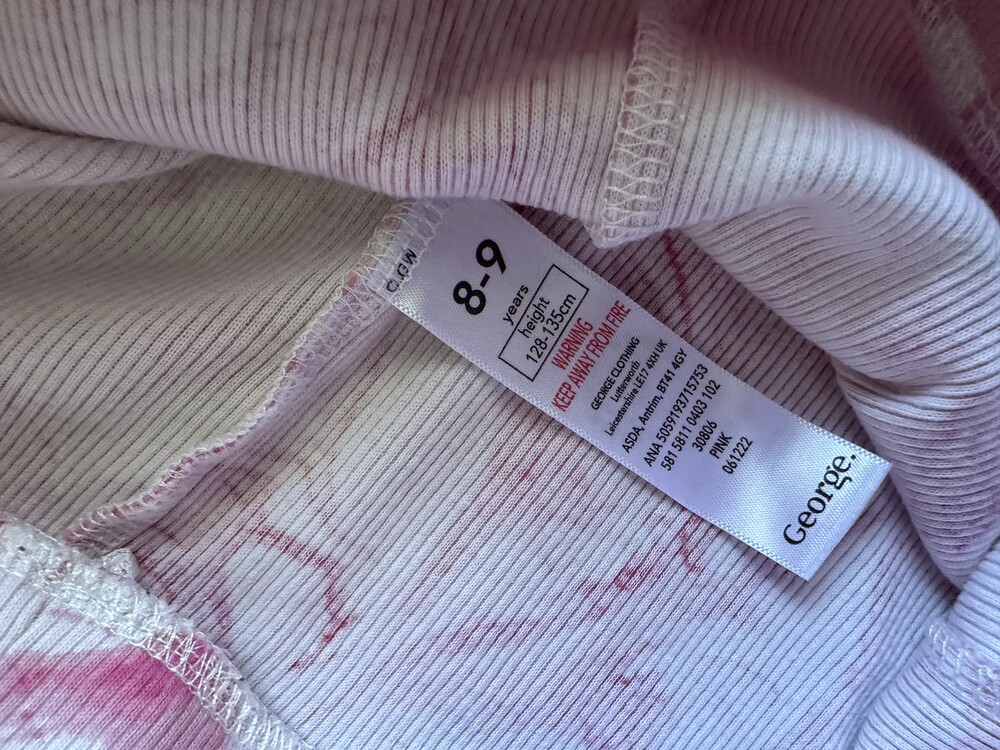 8-9
years
height
128-135cm
WARNING
KEEP AWAY FROM FIRE
GEORGE CLOTHING
Lutterworth
Leicestershire LE17 4XH UK
ASDA, Antrim, BT41 4GY
ANA 5059193715753
581 5811 0403 102
30806
PINK
061222
George.